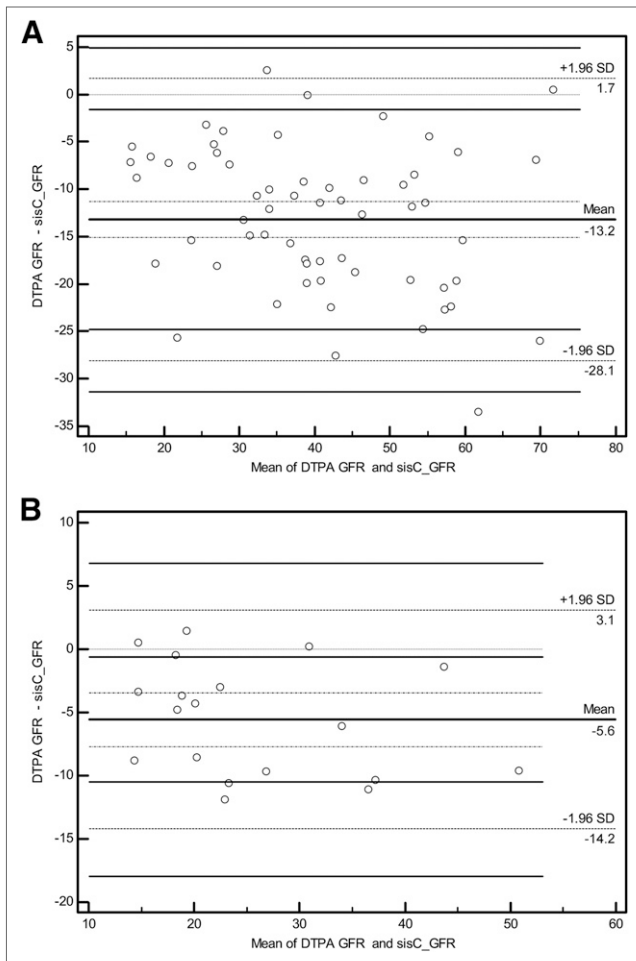 A
5
0
-5
-10
-15
-20
-25
-30
-35
DTPA GFR - sisC_GFR
+1.96 SD
1.7
Mean
-13.2
-1.96 SD
-28.1
10 20 30 40 50 60 70 80
Mean of DTPA GFR and sisC_GFR
B
10
5
0
-5
-10
-15
-20
DTPA GFR - sisC_GFR
+1.96 SD
3.1
Mean
-5.6
-1.96 SD
-14.2
10 20 30 40 50 60
Mean of DTPA GFR and sisC_GFR